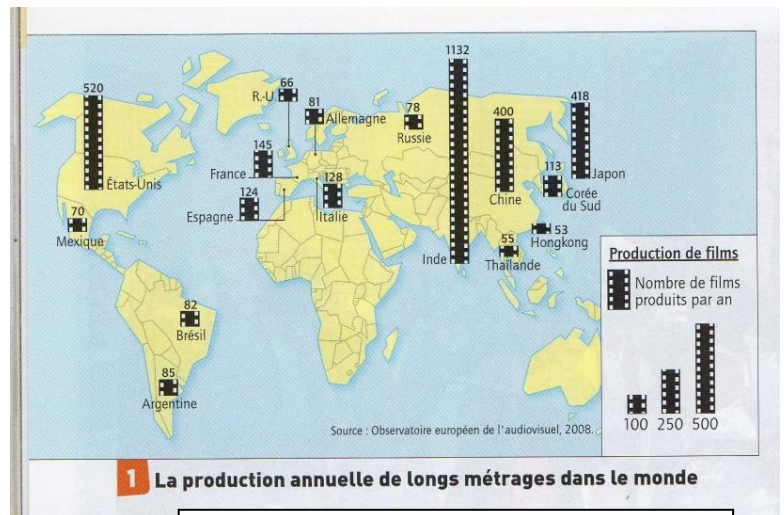 520
États-Unis
70
Mexique
82
Brésil
85
Argentine
66
R.-U.
81
Allemagne
145
France
124
Espagne
128
Italie
78
Russie
1132
Inde
400
Chine
418
Japon
113
Corée
du Sud
53
Hongkong
55
Thaïlande
Production de films
Nombre de films
produits par an
100 250 500
Source : Observatoire européen de l'audiovisuel, 2008.
1 La production annuelle de longs métrages dans le monde